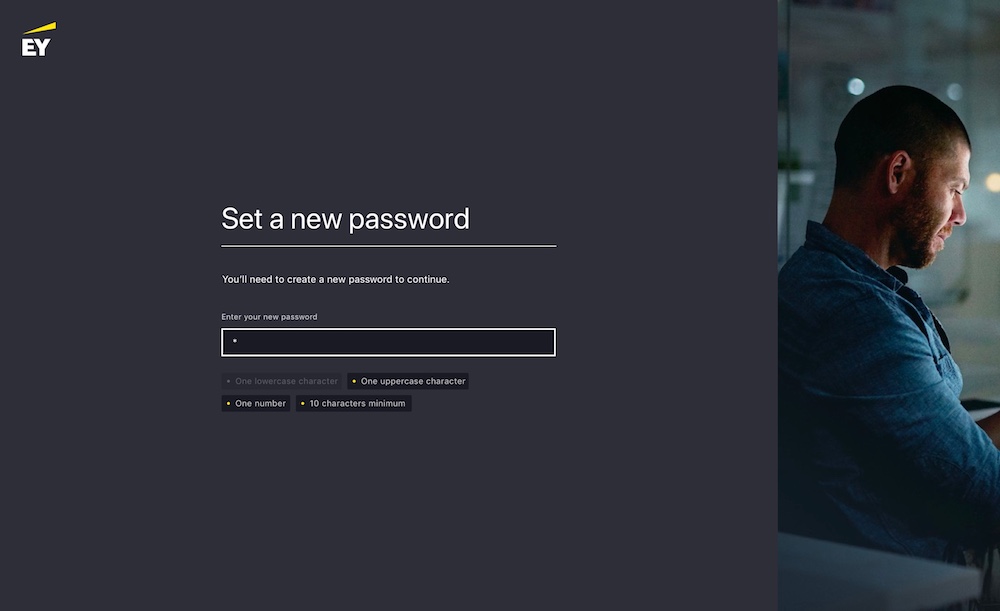 EY
Set a new password
You’ll need to create a new password to continue.
Enter your new password
*
One lowercase character
One uppercase character
One number
10 characters minimum